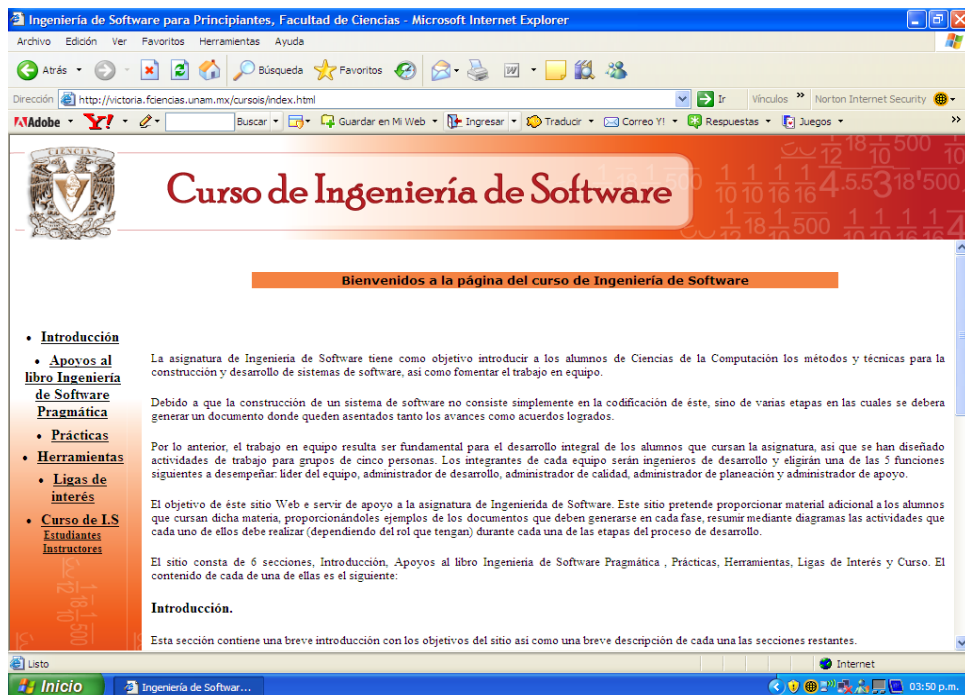 Ingeniería de Software para Principiantes, Facultad de Ciencias - Microsoft Internet Explorer
Archivo Edición Ver Favoritos Herramientas Ayuda
Atrás Búsqueda Favoritos
Dirección http://victoria.fciencias.unam.mx/cursois/index.html Ir Vínculos » Norton Internet Security
Adobe Y! Buscar Guardar en Mi Web Ingresar Traducir Correo Y! Respuestas Juegos »
CIENCIAS
Curso de Ingeniería de Software
Bienvenidos a la página del curso de Ingeniería de Software
• Introducción
• Apoyos al
libro Ingeniería
de Software
Pragmática
• Prácticas
• Herramientas
• Ligas de
interés
• Curso de I.S
Estudiantes
Instructores
La asignatura de Ingenieria de Software tiene como objetivo introducir a los alumnos de Ciencias de la Computación los métodos y técnicas para la
construcción y desarrollo de sistemas de software, asi como fomentar el trabajo en equipo.
Debido a que la construcción de un sistema de software no consiste simplemente en la codificación de éste, sino de varias etapas en las cuales se debera
generar un documento donde queden asentados tanto los avances como acuerdos logrados.
Por lo anterior, el trabajo en equipo resulta ser fundamental para el desarrollo integral de los alumnos que cursan la asignatura, asi que se han diseñado
actividades de trabajo para grupos de cinco personas. Los integrantes de cada equipo serán ingenieros de desarrollo y eligirán una de las 5 funciones
siguientes a desempeñar: líder del equipo, administrador de desarrollo, administrador de calidad, administrador de planeación y administrador de apoyo.
El objetivo de éste sitio Web e servir de apoyo a la asignatura de Ingenierida de Software. Este sitio pretende proporcionar material adicional a los alumnos
que cursan dicha materia, proporcionándoles ejemplos de los documentos que deben generarse en cada fase, resumir mediante diagramas las actividades que
cada uno de ellos debe realizar (dependiendo del rol que tengan) durante cada una de las etapas del proceso de desarrollo.
El sitio consta de 6 secciones, Introducción, Apoyos al libro Ingenieria de Software Pragmática , Prácticas, Herramientas, Ligas de Interés y Curso. El
contenido de cada de una de ellas es el siguiente:
Introducción.
Esta sección contiene una breve introducción con los objetivos del sitio asi como una breve descripción de cada una las secciones restantes.
Listo Internet
Inicio Ingeniería de Softwar... 03:50 p.m.